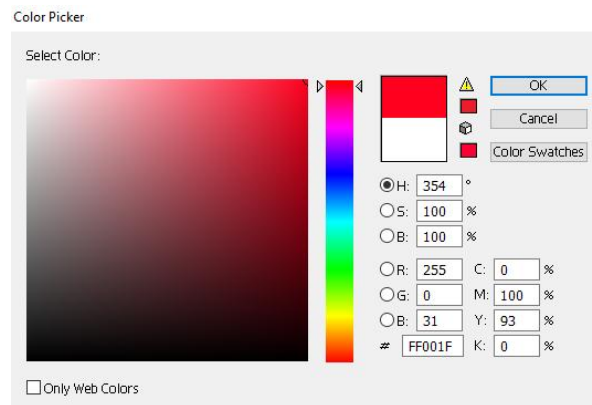 Color Picker
Select Color:
OK
Cancel
Color Swatches
H: 354 °
S: 100 %
B: 100 %
R: 255 C: 0 %
G: 0 M: 100 %
B: 31 Y: 93 %
# FF001F K: 0 %
Only Web Colors